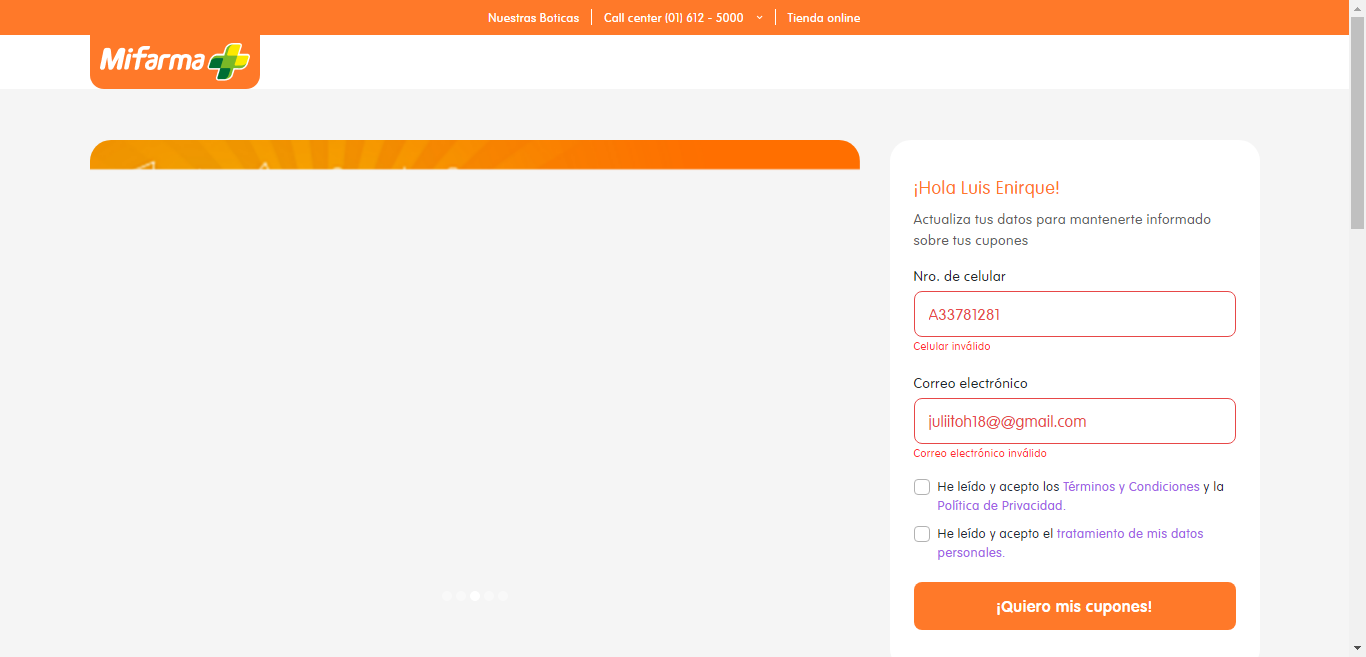 Nuestras Boticas
Call center (01) 612 - 5000
Tienda online
Mifarma
¡Hola Luis Enirque!
Actualiza tus datos para mantenerte informado
sobre tus cupones
Nro. de celular
A33781281
Celular inválido
Correo electrónico
juliitoh18@@gmail.com
Correo electrónico inválido
He leído y acepto los Términos y Condiciones y la
Política de Privacidad.
He leído y acepto el tratamiento de mis datos
personales.
¡Quiero mis cupones!